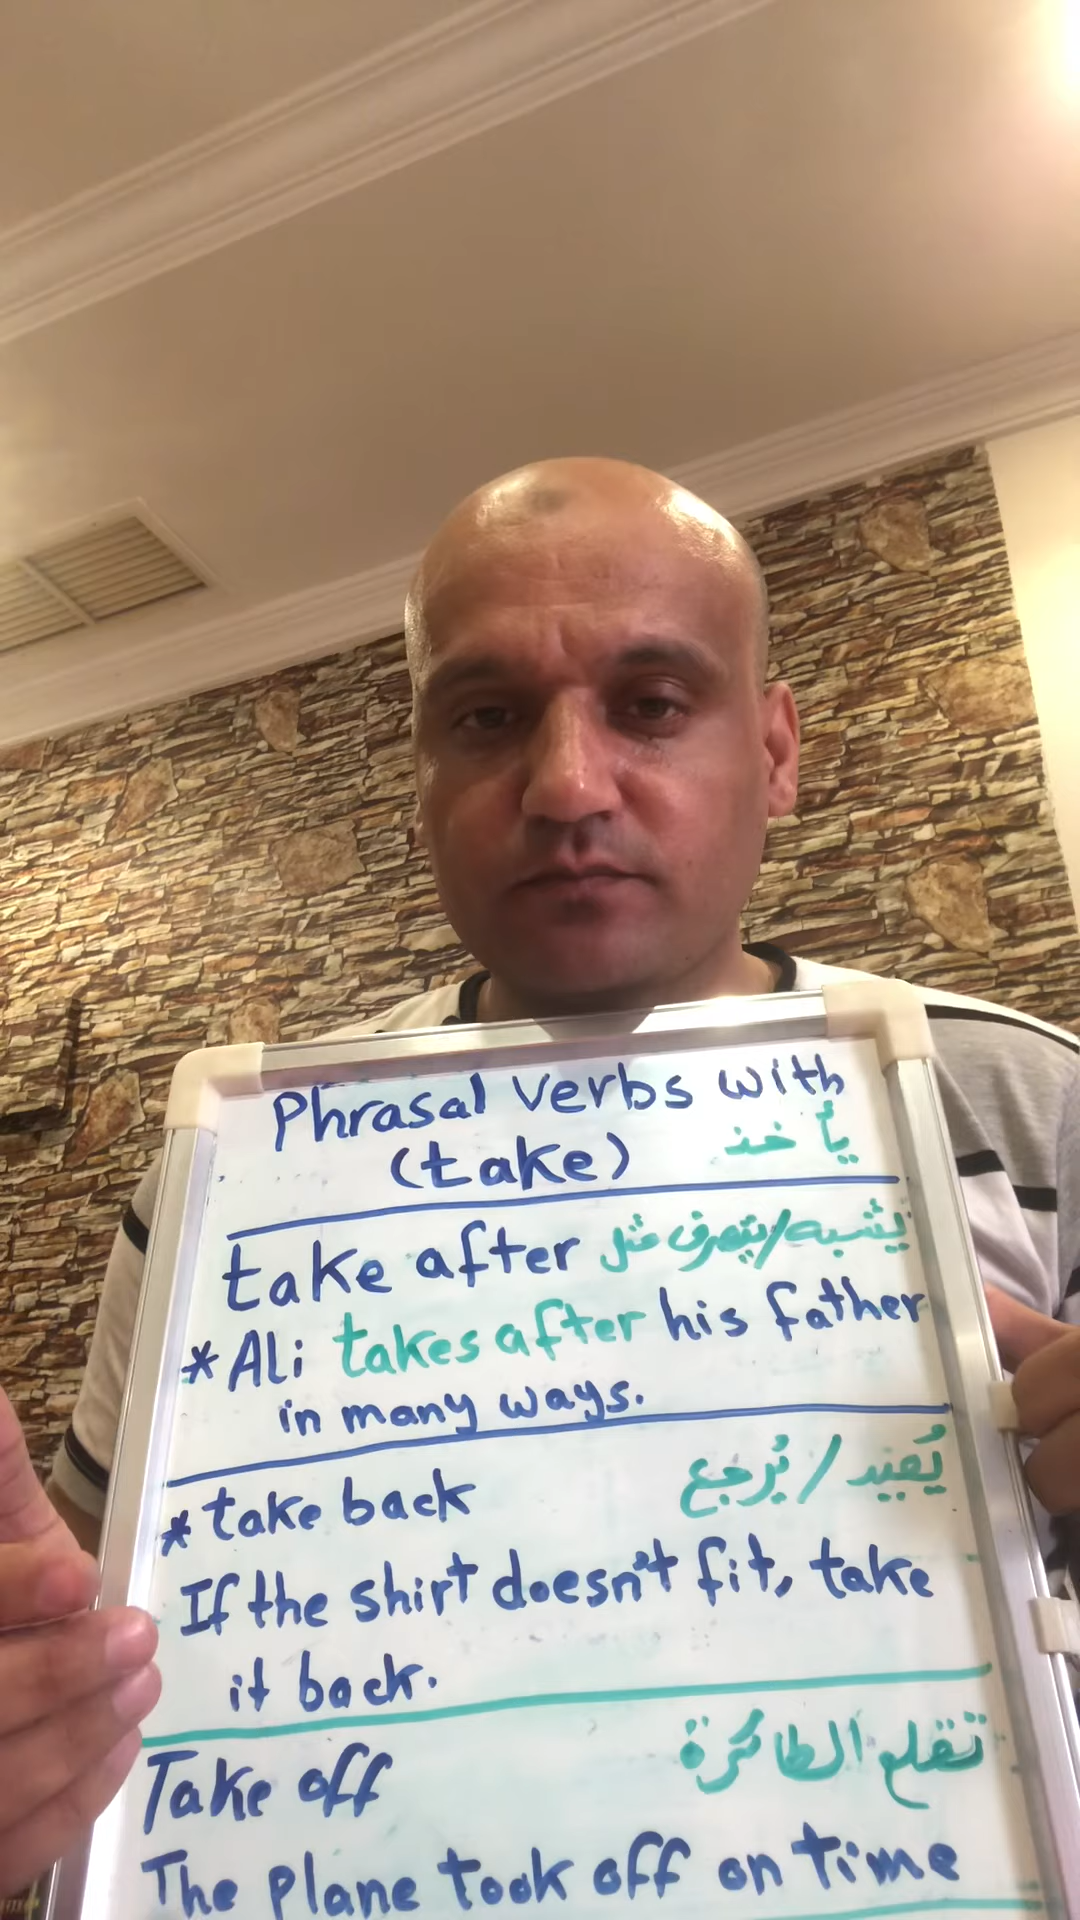 Phrasal verbs with
(take) يأخذ
take after يشبه/يتصرف مثل
* Ali takes after his father
in many ways.
* take back يُعيد/يُرجع
If the shirt doesn't fit, take
it back.
Take off تقلع الطائرة
The plane took off on time